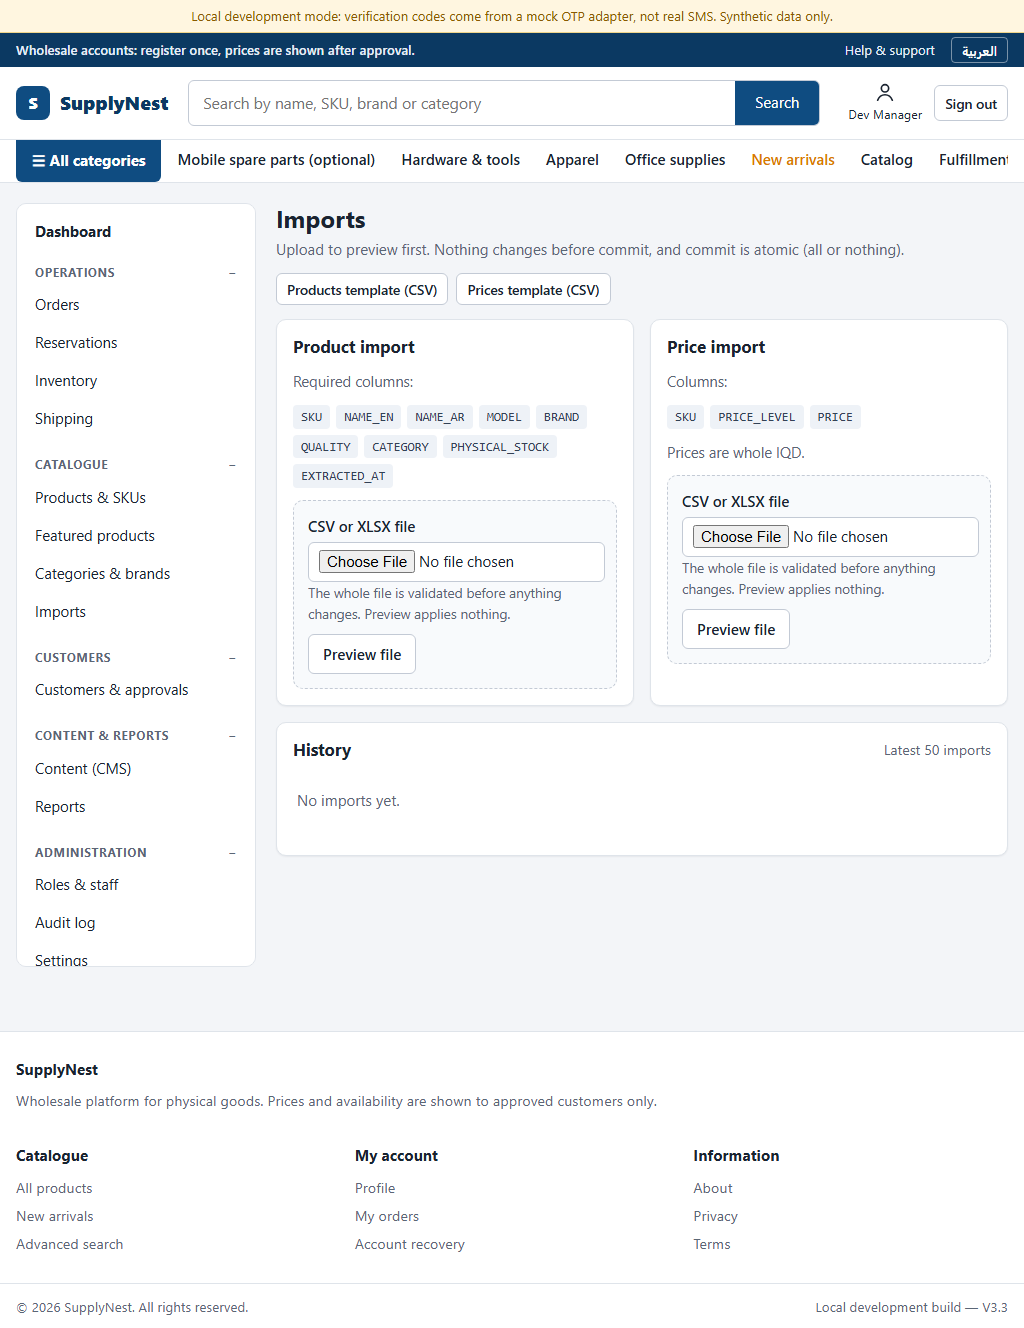 Local development mode: verification codes come from a mock OTP adapter, not real SMS. Synthetic data only.
Wholesale accounts: register once, prices are shown after approval.
Help & support
العربية
S
SupplyNest
Search by name, SKU, brand or category
Search
Dev Manager
Sign out
☰ All categories
Mobile spare parts (optional)
Hardware & tools
Apparel
Office supplies
New arrivals
Catalog
Fulfillment
Dashboard
OPERATIONS –
Orders
Reservations
Inventory
Shipping
CATALOGUE –
Products & SKUs
Featured products
Categories & brands
Imports
CUSTOMERS –
Customers & approvals
CONTENT & REPORTS –
Content (CMS)
Reports
ADMINISTRATION –
Roles & staff
Audit log
Settings
Imports
Upload to preview first. Nothing changes before commit, and commit is atomic (all or nothing).
Products template (CSV)
Prices template (CSV)
Product import
Required columns:
SKU NAME_EN NAME_AR MODEL BRAND
QUALITY CATEGORY PHYSICAL_STOCK
EXTRACTED_AT
CSV or XLSX file
Choose File No file chosen
The whole file is validated before anything
changes. Preview applies nothing.
Preview file
Price import
Columns:
SKU PRICE_LEVEL PRICE
Prices are whole IQD.
CSV or XLSX file
Choose File No file chosen
The whole file is validated before anything
changes. Preview applies nothing.
Preview file
History
Latest 50 imports
No imports yet.
SupplyNest
Wholesale platform for physical goods. Prices and availability are shown to approved customers only.
Catalogue
All products
New arrivals
Advanced search
My account
Profile
My orders
Account recovery
Information
About
Privacy
Terms
© 2026 SupplyNest. All rights reserved.
Local development build — V3.3